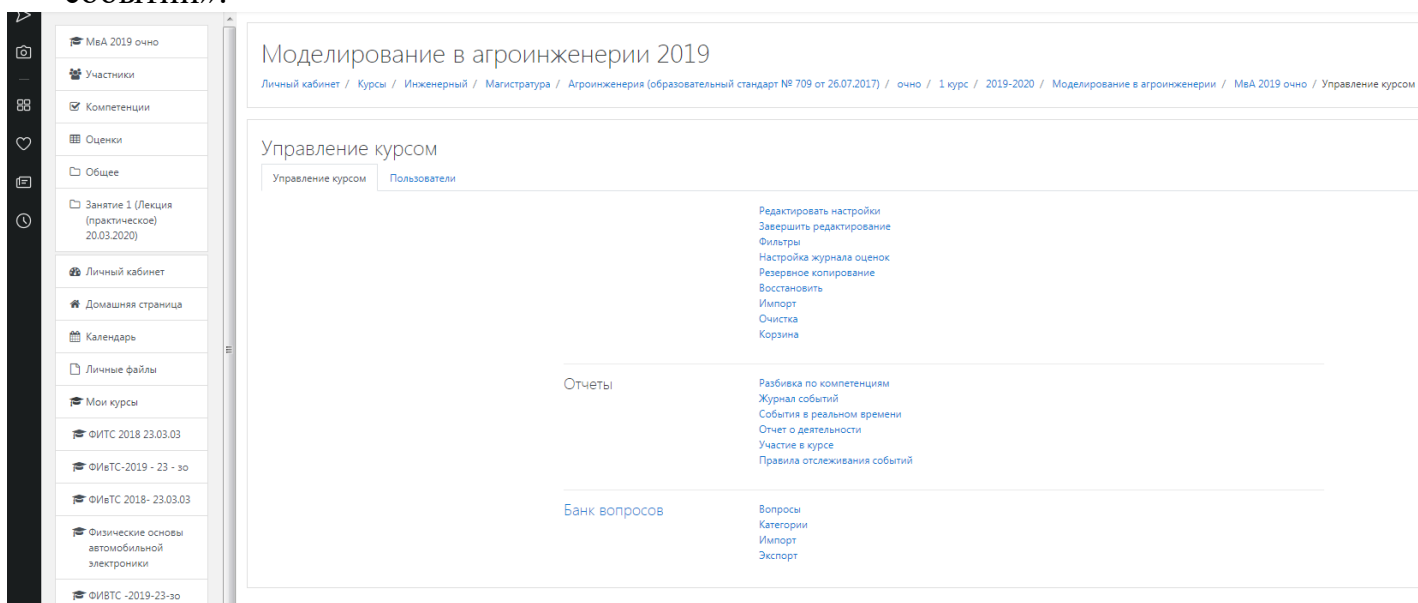 событий».
МвА 2019 очно
Участники
Компетенции
Оценки
Общее
Занятие 1 (Лекция
(практическое)
20.03.2020)
Личный кабинет
Домашняя страница
Календарь
Личные файлы
Мои курсы
ФИТС 2018 23.03.03
ФИвТС-2019 - 23 - зо
ФИвТС 2018- 23.03.03
Физические основы
автомобильной
электроники
ФИВТС -2019-23-зо
Моделирование в агроинженерии 2019
Личный кабинет / Курсы / Инженерный / Магистратура / Агроинженерия (образовательный стандарт № 709 от 26.07.2017) / очно / 1 курс / 2019-2020 / Моделирование в агроинженерии / МвА 2019 очно / Управление курсом
Управление курсом
Управление курсом Пользователи
Редактировать настройки
Завершить редактирование
Фильтры
Настройка журнала оценок
Резервное копирование
Восстановить
Импорт
Очистка
Корзина
Отчеты
Разбивка по компетенциям
Журнал событий
События в реальном времени
Отчет о деятельности
Участие в курсе
Правила отслеживания событий
Банк вопросов
Вопросы
Категории
Импорт
Экспорт